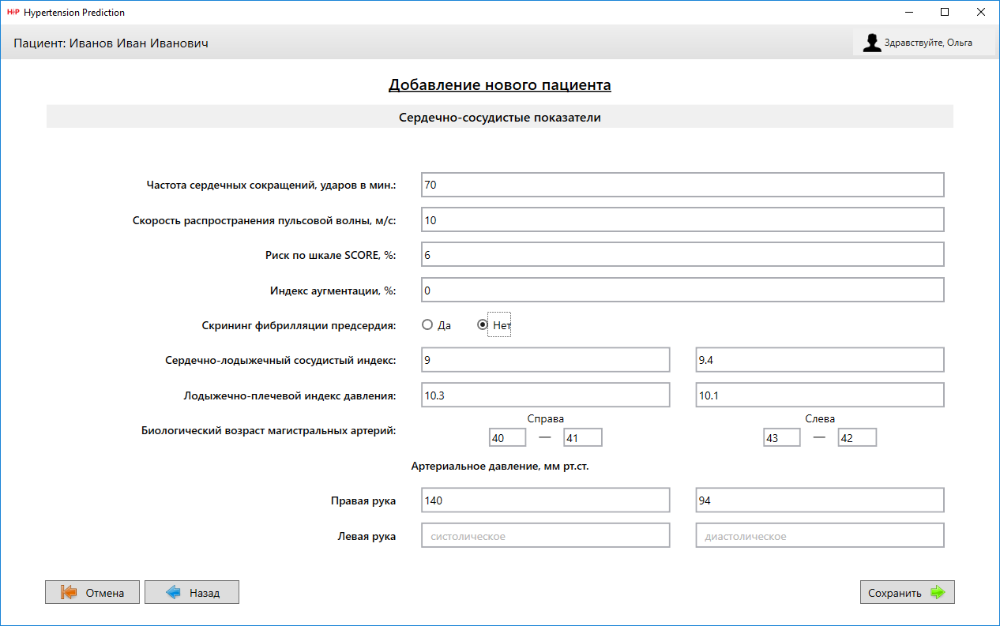 HiP Hypertension Prediction
Пациент: Иванов Иван Иванович
Здравствуйте, Ольга
Добавление нового пациента
Сердечно-сосудистые показатели
Частота сердечных сокращений, ударов в мин.: 70
Скорость распространения пульсовой волны, м/с: 10
Риск по шкале SCORE, %: 6
Индекс аугментации, %: 0
Скрининг фибрилляции предсердия: Да Нет
Сердечно-лодыжечный сосудистый индекс: 9 9.4
Лодыжечно-плечевой индекс давления: 10.3 10.1
Справа Слева
Биологический возраст магистральных артерий: 40 — 41 43 — 42
Артериальное давление, мм рт.ст.
Правая рука 140 94
Левая рука систолическое диастолическое
Отмена Назад Сохранить